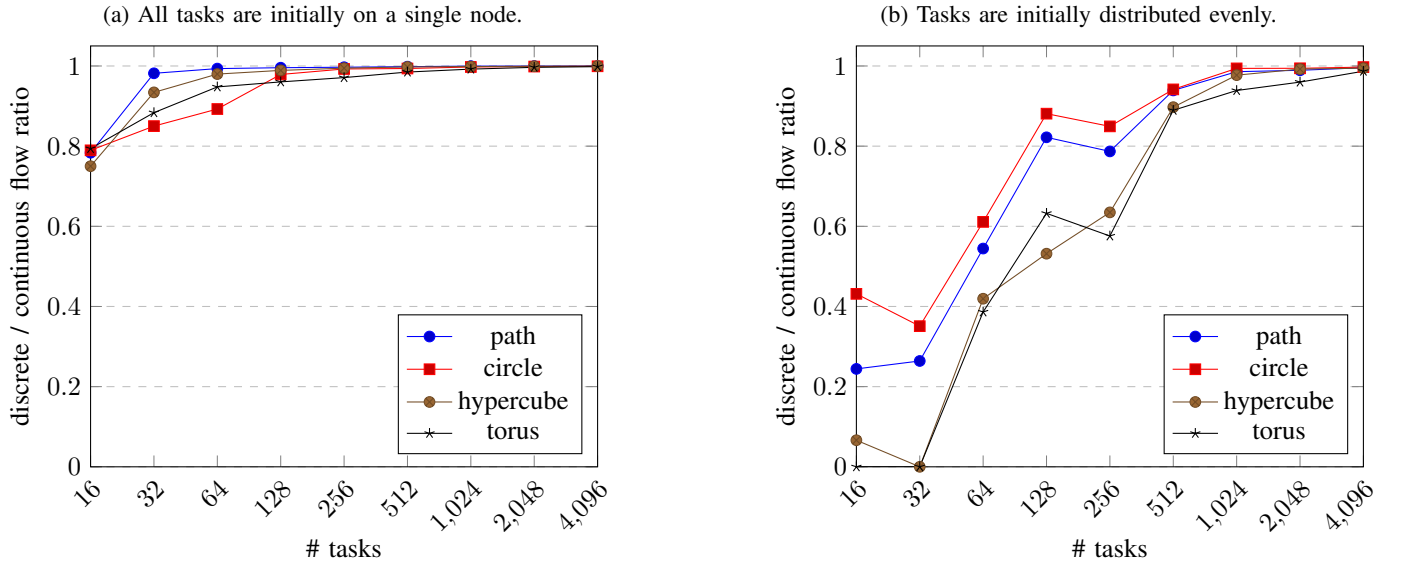 (a) All tasks are initially on a single node.
discrete / continuous flow ratio
1
0.8
0.6
0.4
0.2
0
path
circle
hypercube
torus
16 32 64 128 256 512 1,024 2,048 4,096
# tasks
(b) Tasks are initially distributed evenly.
discrete / continuous flow ratio
1
0.8
0.6
0.4
0.2
0
path
circle
hypercube
torus
16 32 64 128 256 512 1,024 2,048 4,096
# tasks